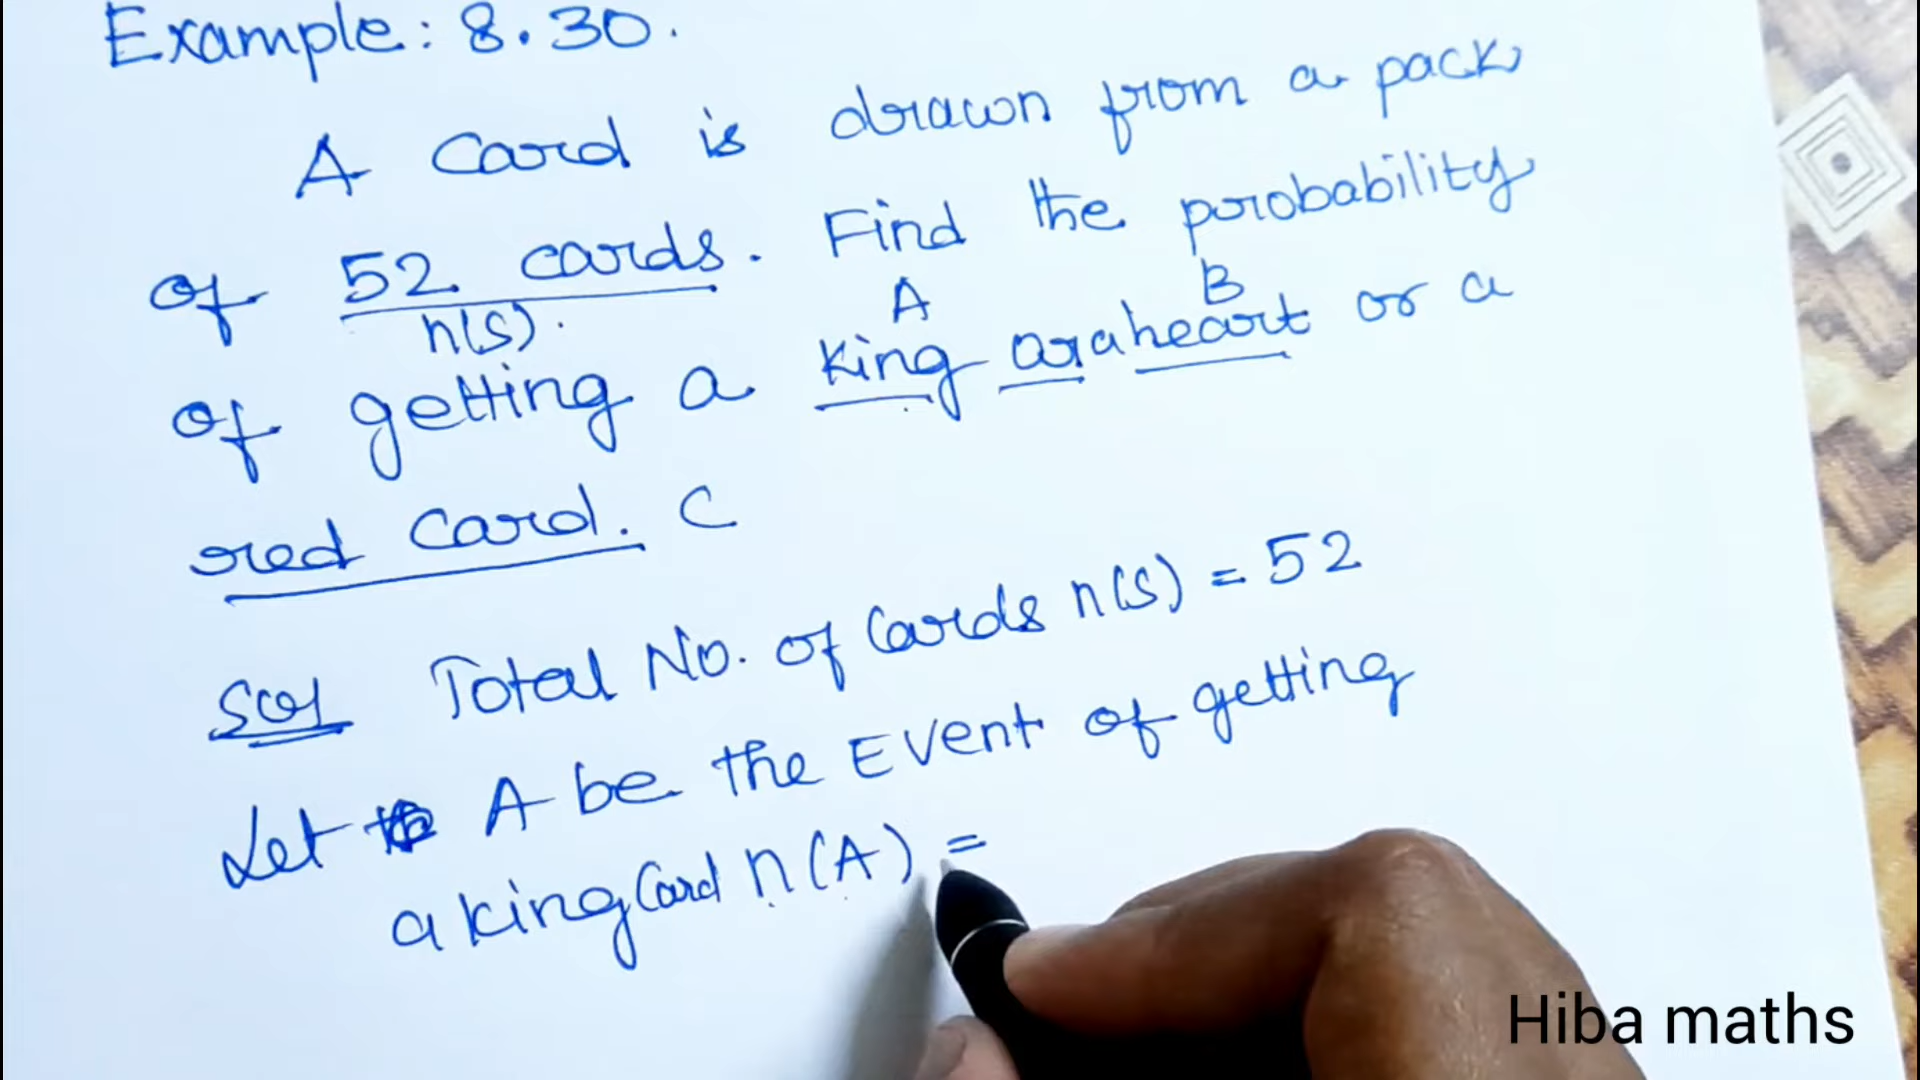 Example: 8.30.
A Card is drawn from a pack
of 52 cards. Find the probability
n(S).
A
B
of getting a king or a heart or a
red card. C
Sol Total No. of Cards n(S) = 52
Let A be the Event of getting
a king Card n(A) =
Hiba maths